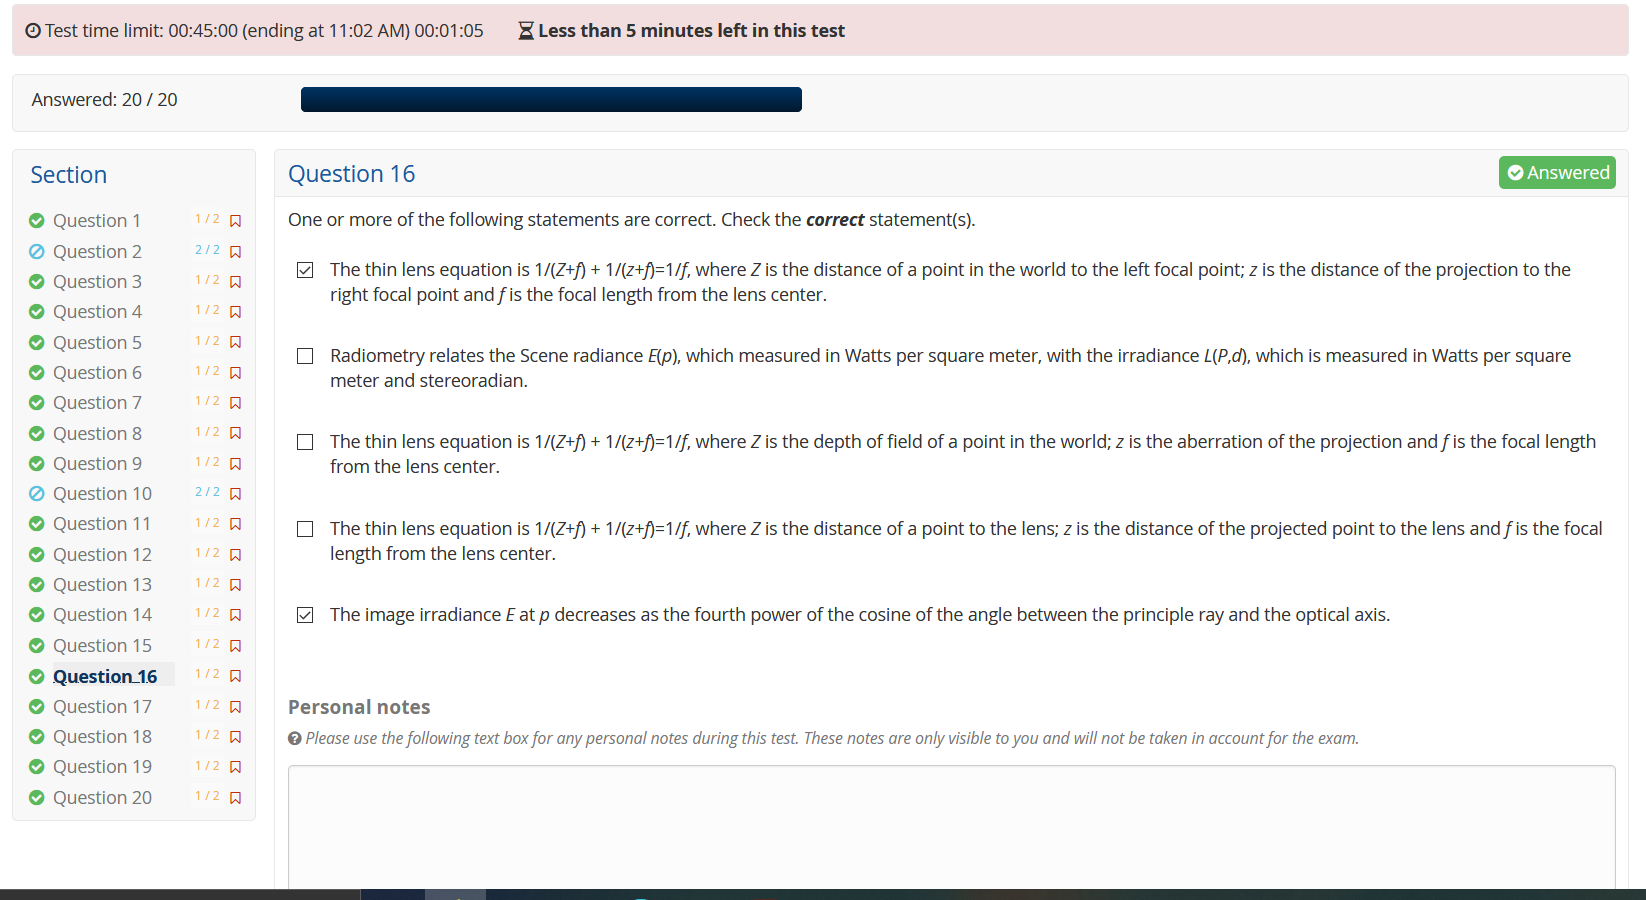 Test time limit: 00:45:00 (ending at 11:02 AM) 00:01:05 Less than 5 minutes left in this test
Answered: 20 / 20
Section
Question 1 1 / 2
Question 2 2 / 2
Question 3 1 / 2
Question 4 1 / 2
Question 5 1 / 2
Question 6 1 / 2
Question 7 1 / 2
Question 8 1 / 2
Question 9 1 / 2
Question 10 2 / 2
Question 11 1 / 2
Question 12 1 / 2
Question 13 1 / 2
Question 14 1 / 2
Question 15 1 / 2
Question 16 1 / 2
Question 17 1 / 2
Question 18 1 / 2
Question 19 1 / 2
Question 20 1 / 2
Question 16
Answered
One or more of the following statements are correct. Check the correct statement(s).
The thin lens equation is 1/(Z+f) + 1/(z+f)=1/f, where Z is the distance of a point in the world to the left focal point; z is the distance of the projection to the
right focal point and f is the focal length from the lens center.
Radiometry relates the Scene radiance E(p), which measured in Watts per square meter, with the irradiance L(P,d), which is measured in Watts per square
meter and stereoradian.
The thin lens equation is 1/(Z+f) + 1/(z+f)=1/f, where Z is the depth of field of a point in the world; z is the aberration of the projection and f is the focal length
from the lens center.
The thin lens equation is 1/(Z+f) + 1/(z+f)=1/f, where Z is the distance of a point to the lens; z is the distance of the projected point to the lens and f is the focal
length from the lens center.
The image irradiance E at p decreases as the fourth power of the cosine of the angle between the principle ray and the optical axis.
Personal notes
Please use the following text box for any personal notes during this test. These notes are only visible to you and will not be taken in account for the exam.